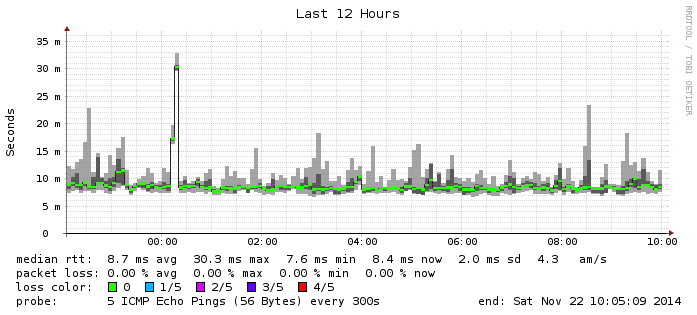 Last 12 Hours
RRDTOOL / TOBI OETIKER
Seconds
35 m
30 m
25 m
20 m
15 m
10 m
5 m
0
00:00 02:00 04:00 06:00 08:00 10:00
median rtt: 8.7 ms avg 30.3 ms max 7.6 ms min 8.4 ms now 2.0 ms sd 4.3 am/s
packet loss: 0.00 % avg 0.00 % max 0.00 % min 0.00 % now
loss color: 0 1/5 2/5 3/5 4/5
probe: 5 ICMP Echo Pings (56 Bytes) every 300s end: Sat Nov 22 10:05:09 2014